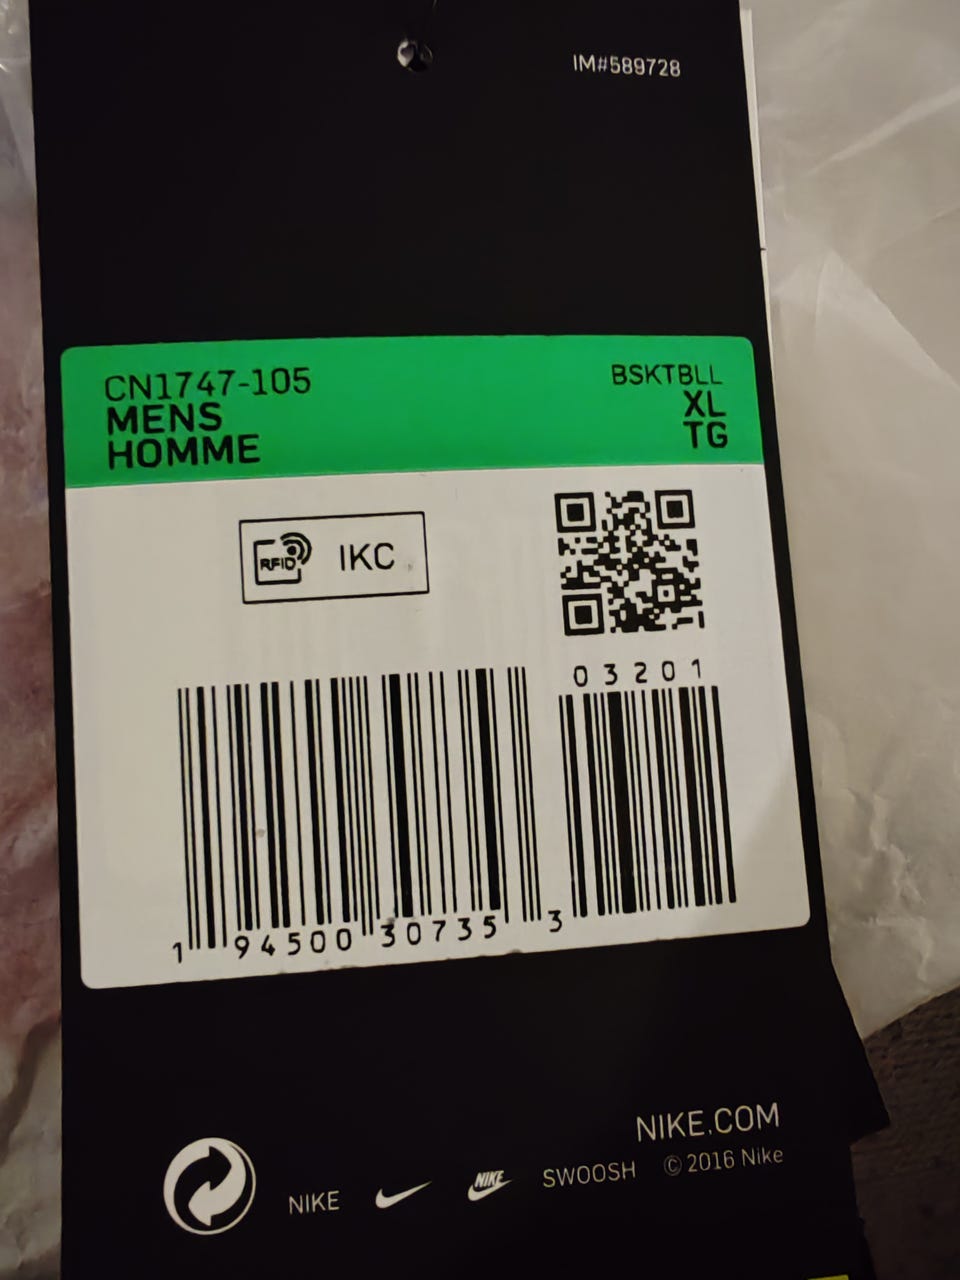 IM#589728
CN1747-105
MENS
HOMME
BSKTBLL
XL
TG
RFID IKC
03201
1 94500 30735 3
NIKE.COM
© 2016 Nike
NIKE NIKE SWOOSH